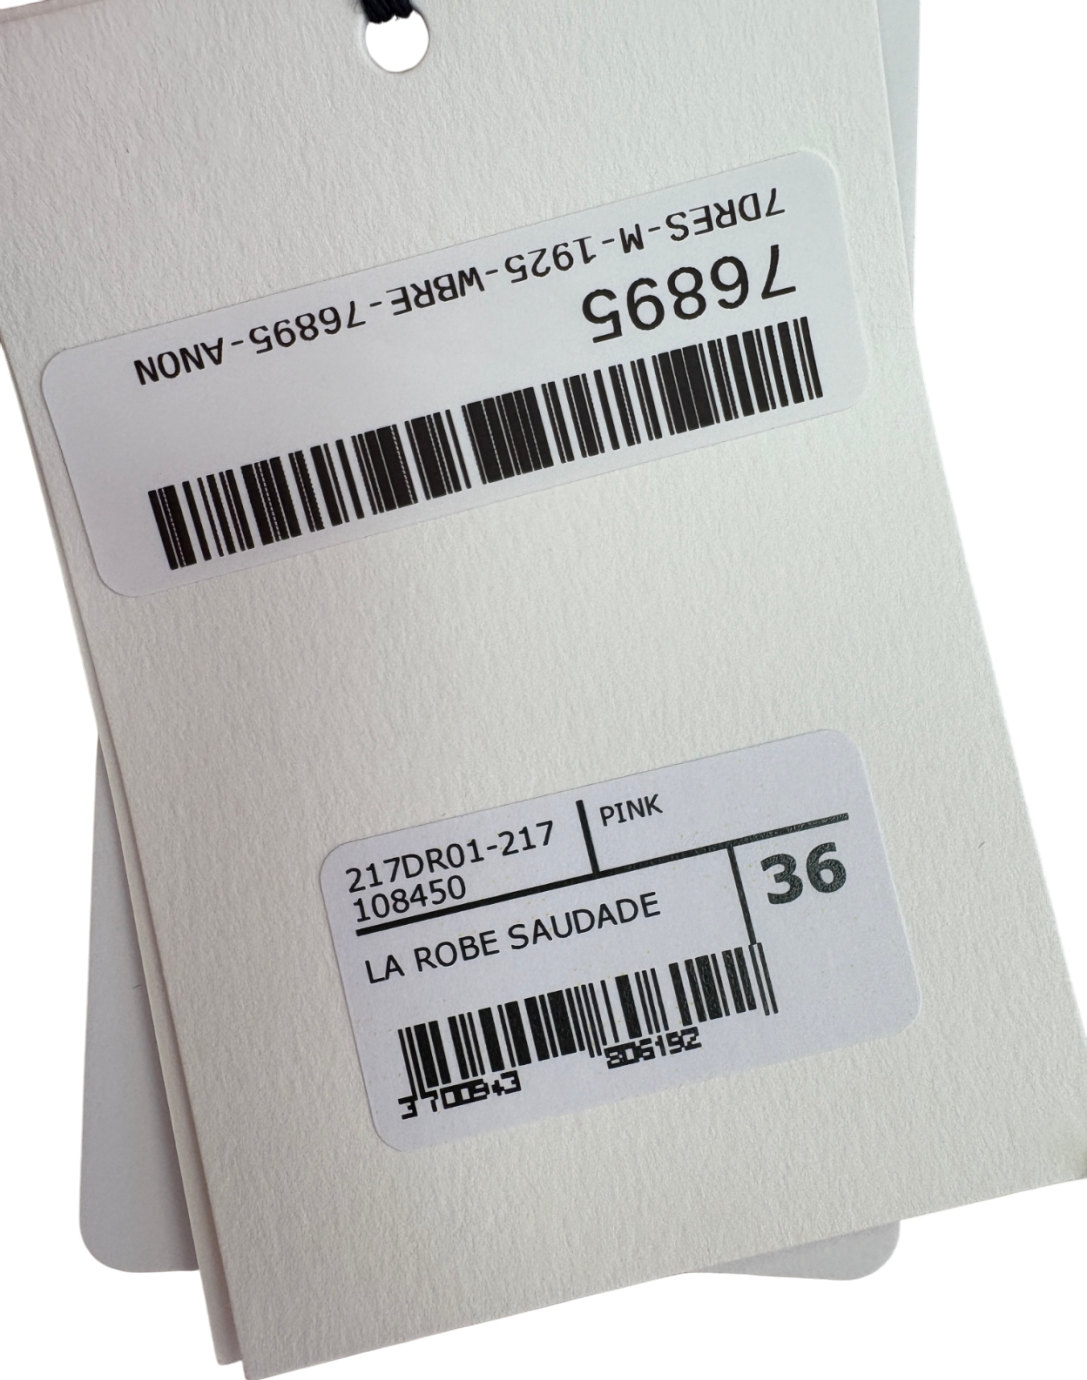 7DRES-M-1925-WBRE-76895-ANON
76895
217DR01-217
108450
PINK
36
LA ROBE SAUDADE
3 700943 806192